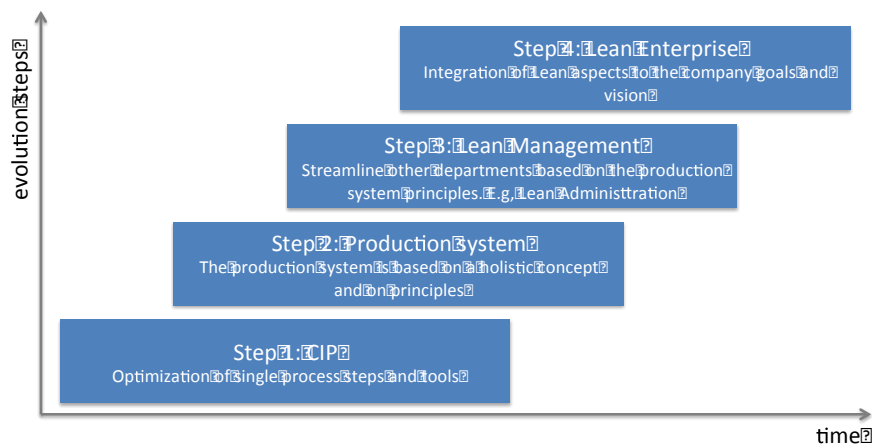 evolution steps
Step 4: Lean Enterprise
Integration of Lean aspects to the company goals and
vision
Step 3: Lean Management
Streamline other departments based on the production
system principles. E.g, Lean Administration
Step 2: Production system
The production system is based on a holistic concept
and on principles
Step 1: CIP
Optimization of single process steps and tools
time